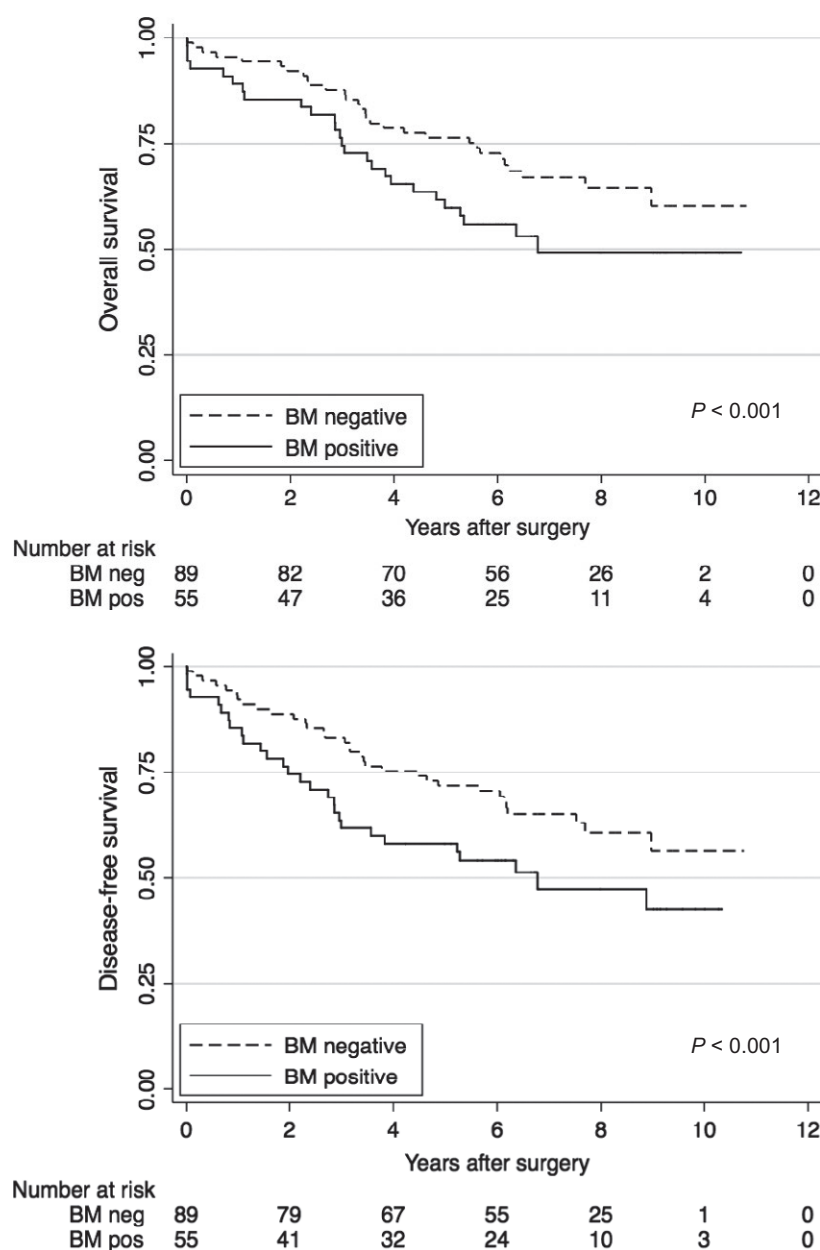 1.00
0.75
0.50
0.25
0.00
Overall survival
BM negative
BM positive
P < 0.001
0 2 4 6 8 10 12
Years after surgery
Number at risk
BM neg 89 82 70 56 26 2 0
BM pos 55 47 36 25 11 4 0
1.00
0.75
0.50
0.25
0.00
Disease-free survival
BM negative
BM positive
P < 0.001
0 2 4 6 8 10 12
Years after surgery
Number at risk
BM neg 89 79 67 55 25 1 0
BM pos 55 41 32 24 10 3 0